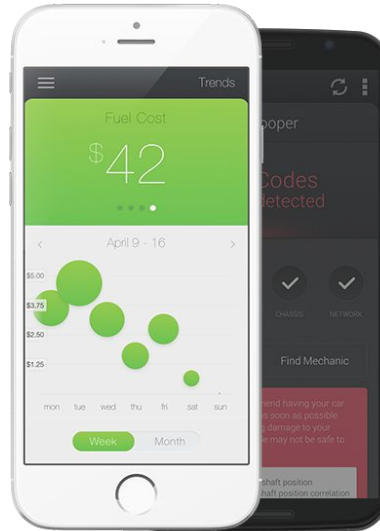 Trends
Fuel Cost
$42
April 9 - 16
$5.00
$3.75
$2.50
$1.25
mon tue wed thu fri sat sun
Week Month
ooper
Codes
detected
CHASSIS NETWORK
Find Mechanic
mend having your car
s soon as possible
g damage to your
le may not be safe to
shaft position
haft position correlation